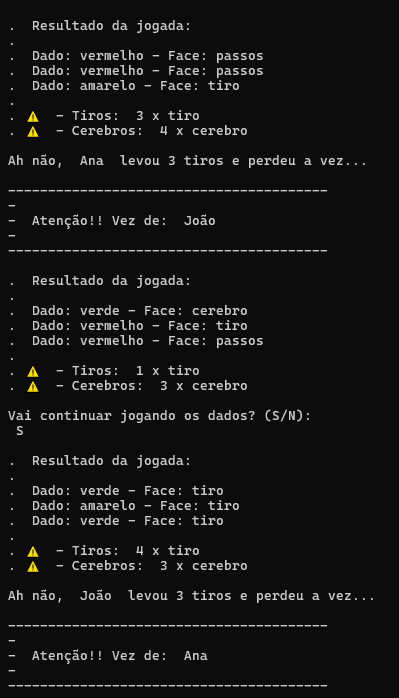 .  Resultado da jogada:
.
.  Dado: vermelho - Face: passos
.  Dado: vermelho - Face: passos
.  Dado: amarelo - Face: tiro
.
. ⚠  - Tiros:  3 x tiro
. ⚠  - Cerebros:  4 x cerebro
Ah não,  Ana  levou 3 tiros e perdeu a vez...
----------------------------------------
-
-  Atenção!! Vez de:  João
-
----------------------------------------
.  Resultado da jogada:
.
.  Dado: verde - Face: cerebro
.  Dado: vermelho - Face: tiro
.  Dado: vermelho - Face: passos
.
. ⚠  - Tiros:  1 x tiro
. ⚠  - Cerebros:  3 x cerebro
Vai continuar jogando os dados? (S/N):
 S
.  Resultado da jogada:
.
.  Dado: verde - Face: tiro
.  Dado: amarelo - Face: tiro
.  Dado: verde - Face: tiro
.
. ⚠  - Tiros:  4 x tiro
. ⚠  - Cerebros:  3 x cerebro
Ah não,  João  levou 3 tiros e perdeu a vez...
----------------------------------------
-
-  Atenção!! Vez de:  Ana
-
----------------------------------------